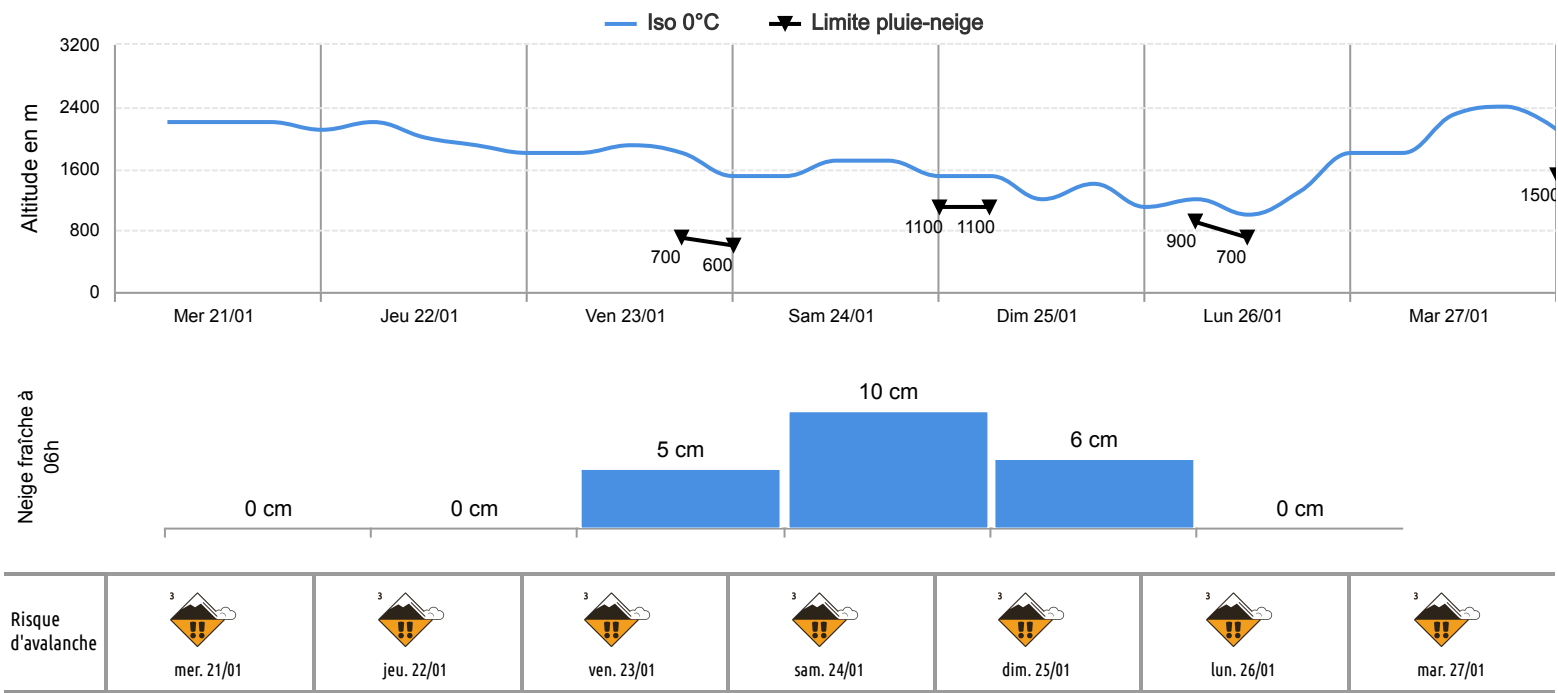 Iso 0°C
Limite pluie-neige
Altitude en m
3200
2400
1600
800
0
700
600
1100
1100
900
700
1500
Mer 21/01
Jeu 22/01
Ven 23/01
Sam 24/01
Dim 25/01
Lun 26/01
Mar 27/01
Neige fraîche à
06h
0 cm
0 cm
5 cm
10 cm
6 cm
0 cm
Risque
d'avalanche
3
!!
mer. 21/01
3
!!
jeu. 22/01
3
!!
ven. 23/01
3
!!
sam. 24/01
3
!!
dim. 25/01
3
!!
lun. 26/01
3
!!
mar. 27/01